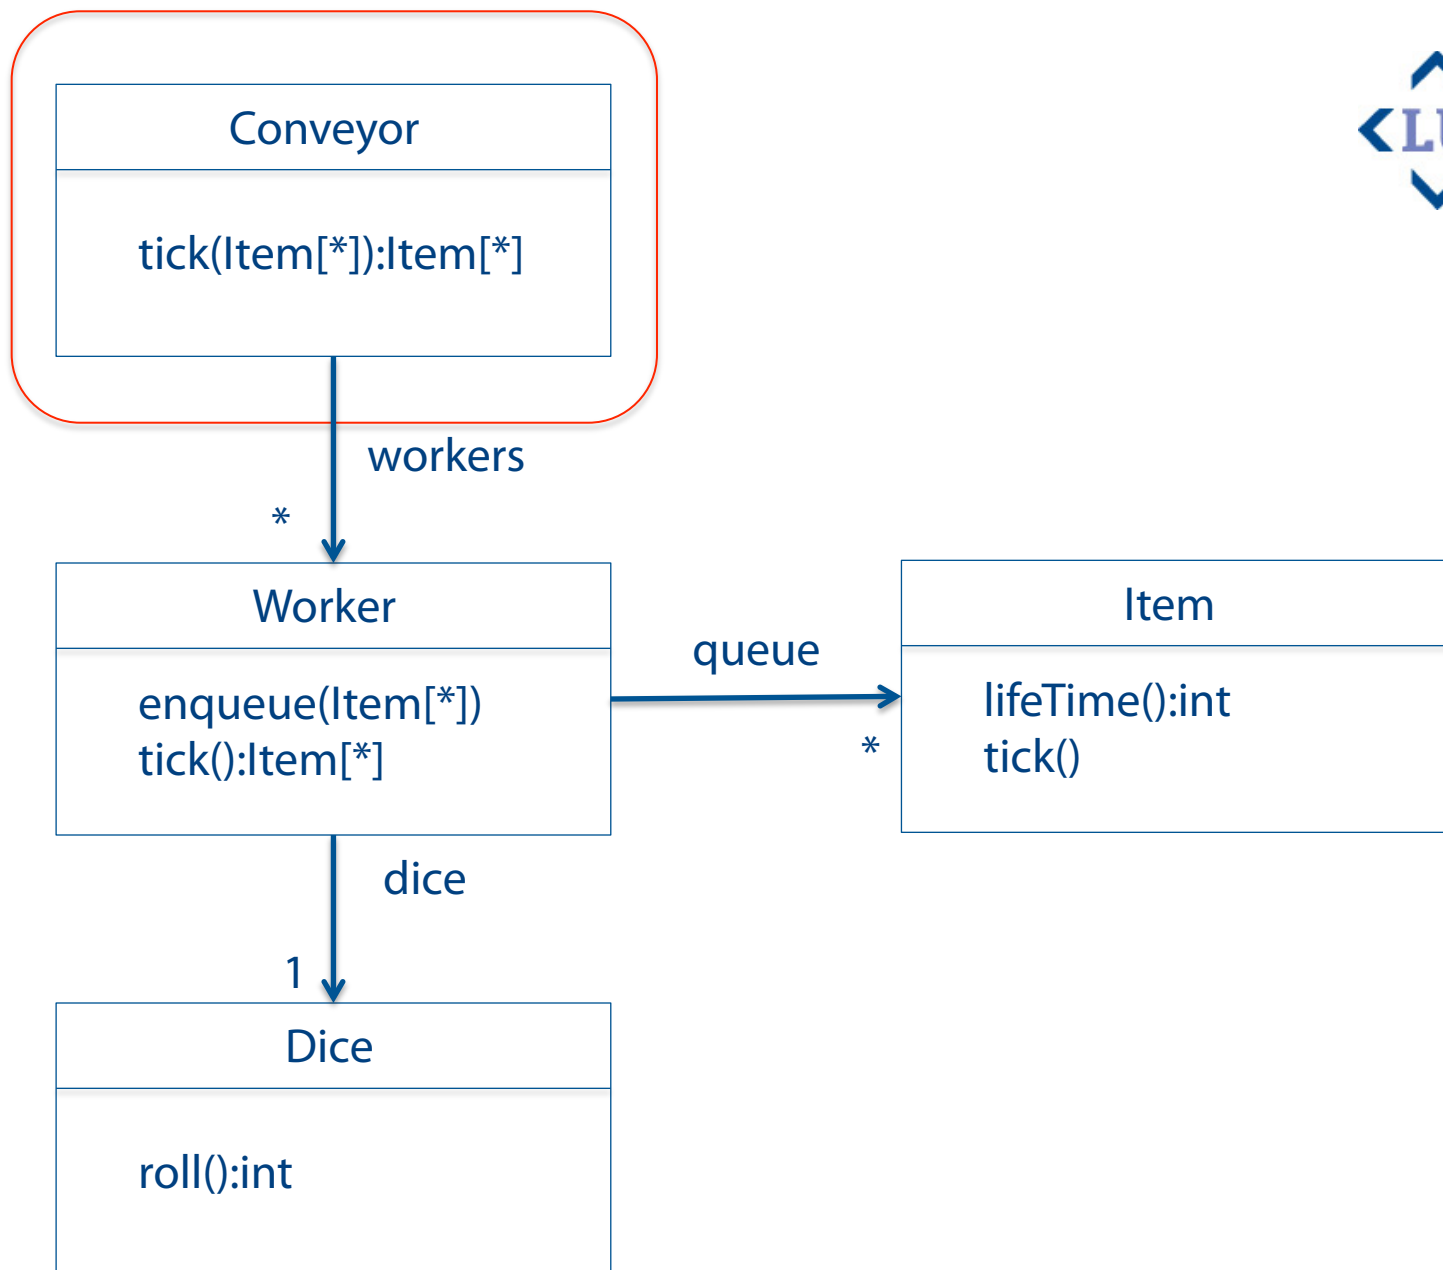 Conveyor
tick(Item[*]):Item[*]
workers
*
Worker
enqueue(Item[*])
tick():Item[*]
queue
*
Item
lifeTime():int
tick()
dice
1
Dice
roll():int